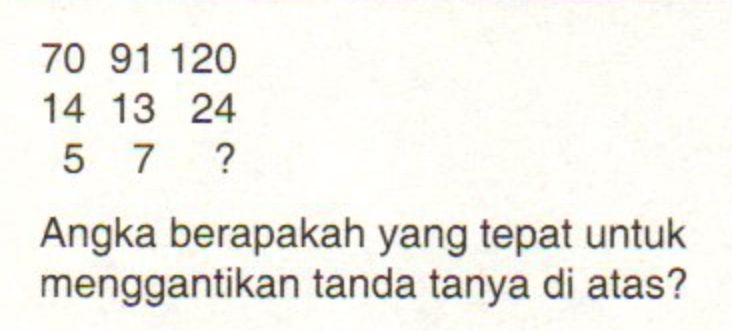 70 91 120
14 13 24
5 7 ?
Angka berapakah yang tepat untuk
menggantikan tanda tanya di atas?